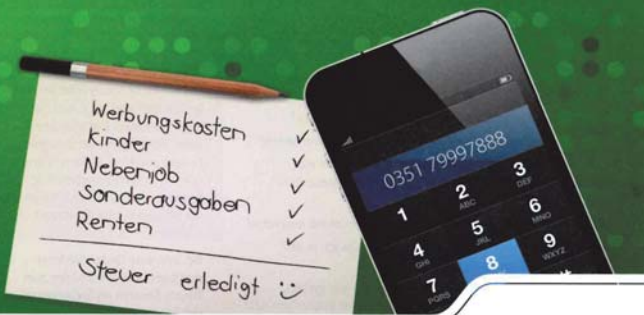 Werbungskosten ✓
Kinder ✓
Nebenjob ✓
Sonderausgaben ✓
Renten ✓
Steuer erledigt :)
0351 79997888
1
2 ABC
3 DEF
4 GHI
5 JKL
6 MNO
7 PQRS
8
9 WXYZ